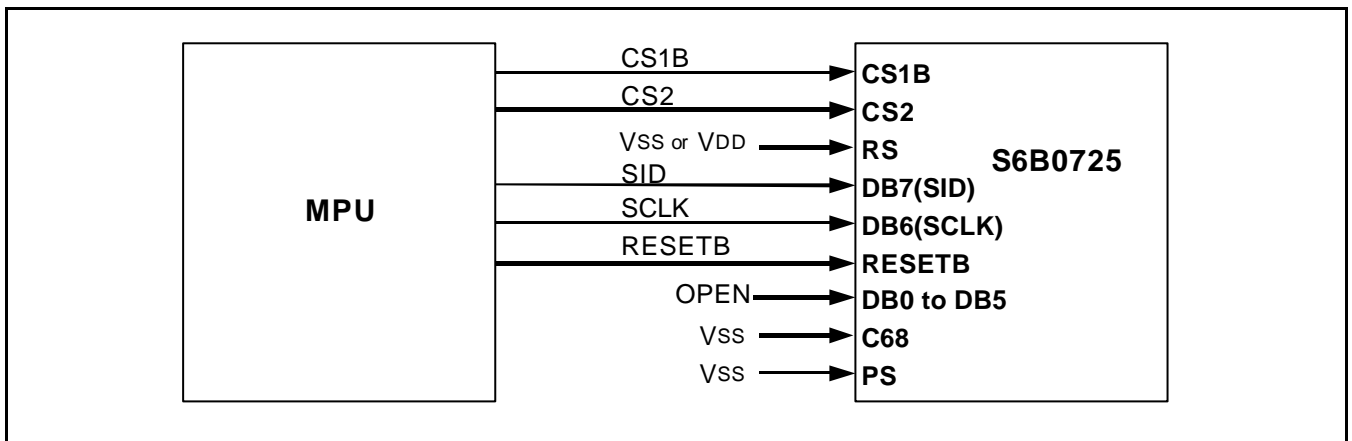 CS1B
CS1B
CS2
CS2
VSS or VDD
RS
S6B0725
SID
DB7(SID)
MPU
SCLK
DB6(SCLK)
RESETB
RESETB
OPEN
DB0 to DB5
VSS
C68
VSS
PS